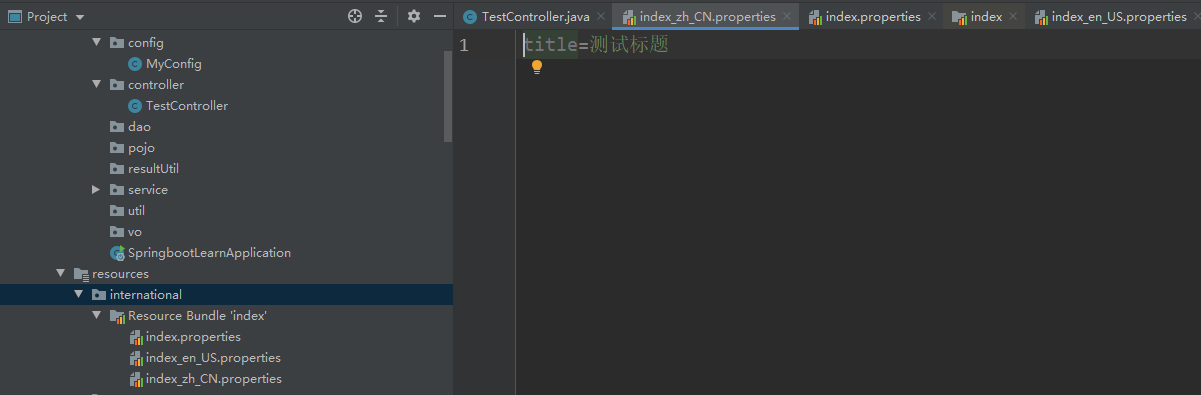 Project
config
MyConfig
controller
TestController
dao
pojo
resultUtil
service
util
vo
SpringbootLearnApplication
resources
international
Resource Bundle 'index'
index.properties
index_en_US.properties
index_zh_CN.properties
TestController.java index_zh_CN.properties index.properties index index_en_US.properties
1 title=测试标题